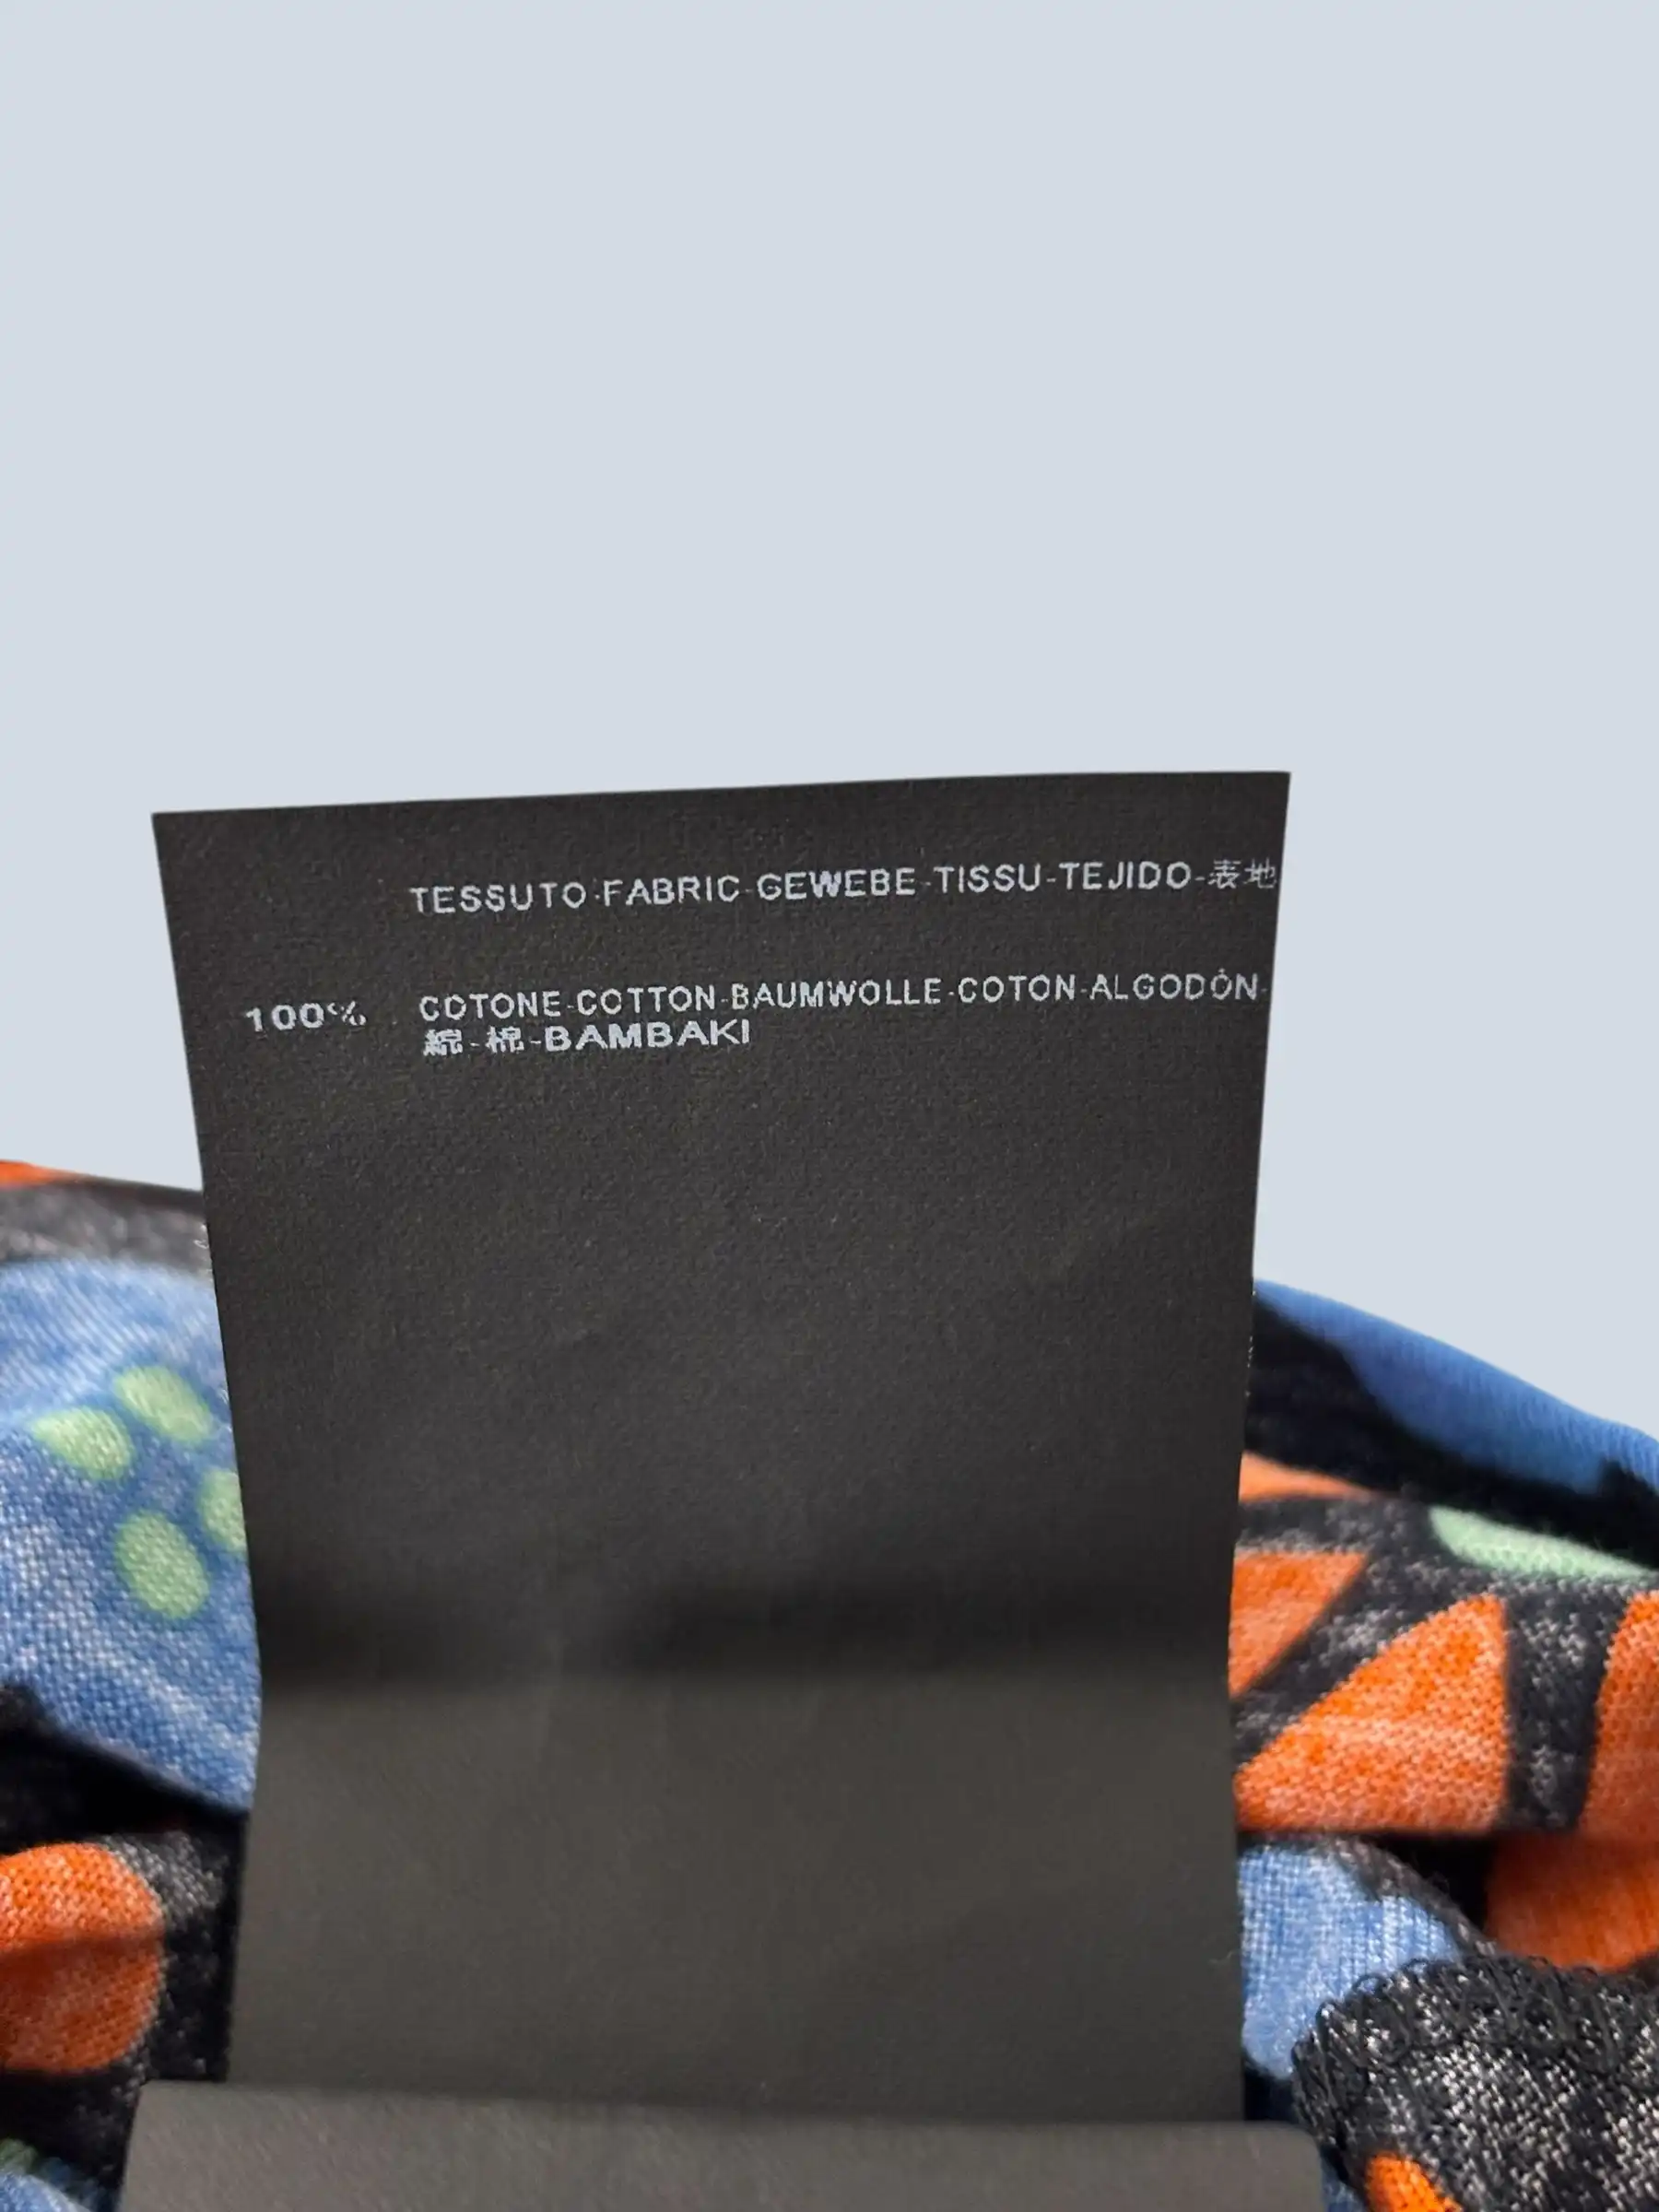 TESSUTO-FABRIC-GEWEBE-TISSU-TEJIDO-表地
100% COTONE-COTTON-BAUMWOLLE-COTON-ALGODÓN-
綿-棉-BAMBAKI